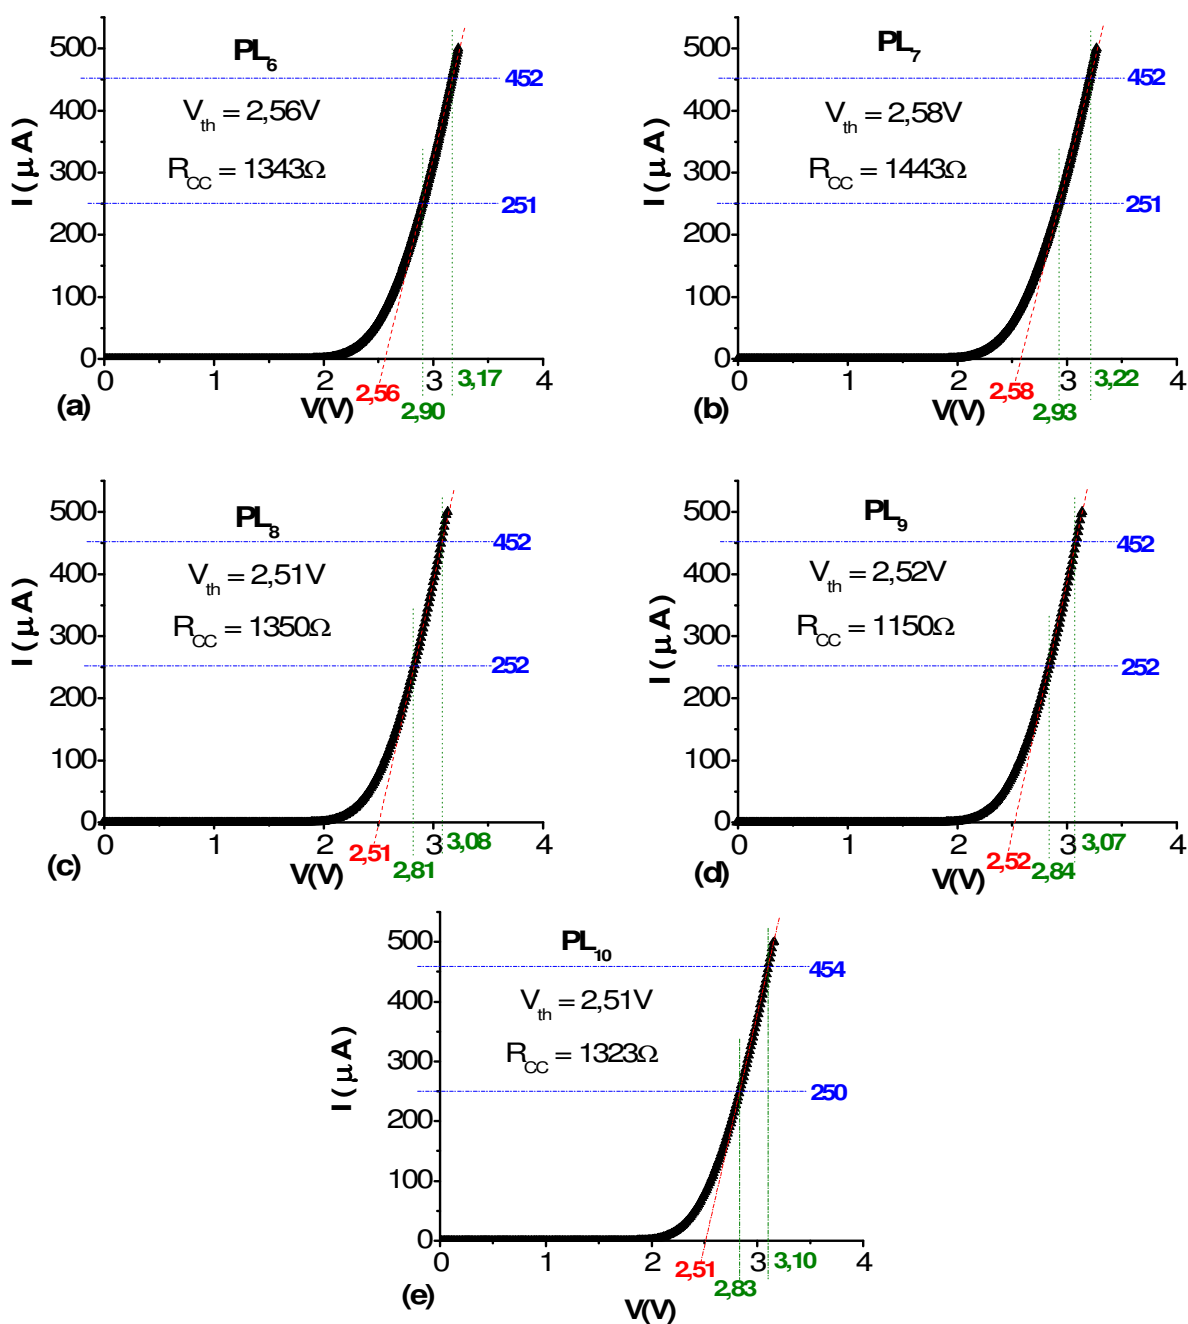 PL6
Vth = 2,56V
RCC = 1343Ω
I ( μ A )
500
400
300
200
100
0
452
251
0 1 2 3 4
2,56
3,17
2,90
V(V)
(a)
PL7
Vth = 2,58V
RCC = 1443Ω
I ( μ A )
500
400
300
200
100
0
452
251
0 1 2 3 4
2,58
3,22
2,93
V(V)
(b)
PL8
Vth = 2,51V
RCC = 1350Ω
I ( μ A )
500
400
300
200
100
0
452
252
0 1 2 3 4
2,51
3,08
2,81
V(V)
(c)
PL9
Vth = 2,52V
RCC = 1150Ω
I ( μ A )
500
400
300
200
100
0
452
252
0 1 2 3 4
2,52
3,07
2,84
V(V)
(d)
PL10
Vth = 2,51V
RCC = 1323Ω
I ( μ A )
500
400
300
200
100
0
454
250
0 1 2 3 4
2,51
3,10
2,83
V(V)
(e)